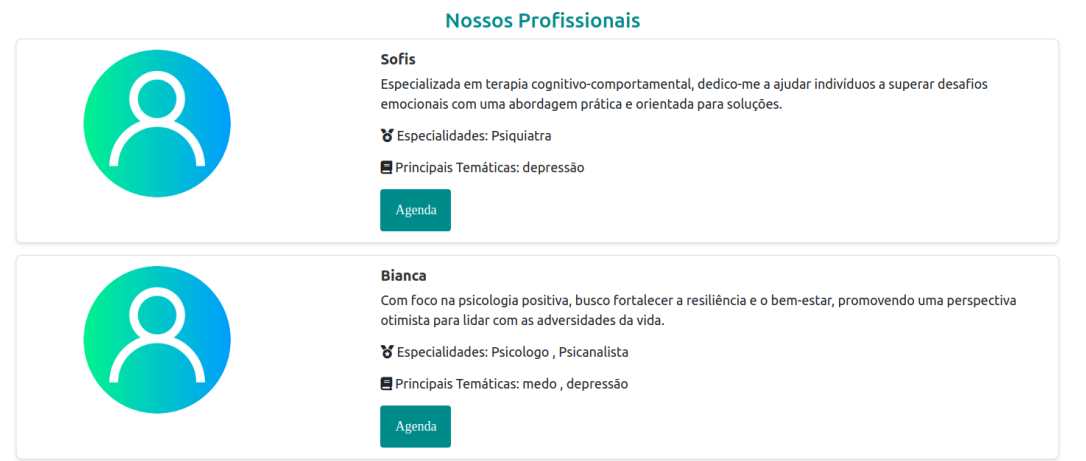 Nossos Profissionais
Sofis
Especializada em terapia cognitivo-comportamental, dedico-me a ajudar indivíduos a superar desafios
emocionais com uma abordagem prática e orientada para soluções.
Especialidades: Psiquiatra
Principais Temáticas: depressão
Agenda
Bianca
Com foco na psicologia positiva, busco fortalecer a resiliência e o bem-estar, promovendo uma perspectiva
otimista para lidar com as adversidades da vida.
Especialidades: Psicologo , Psicanalista
Principais Temáticas: medo , depressão
Agenda